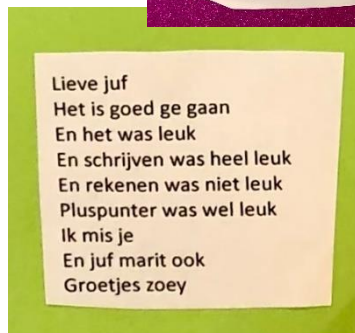 Lieve juf
Het is goed ge gaan
En het was leuk
En schrijven was heel leuk
En rekenen was niet leuk
Pluspunter was wel leuk
Ik mis je
En juf marit ook
Groetjes zoey